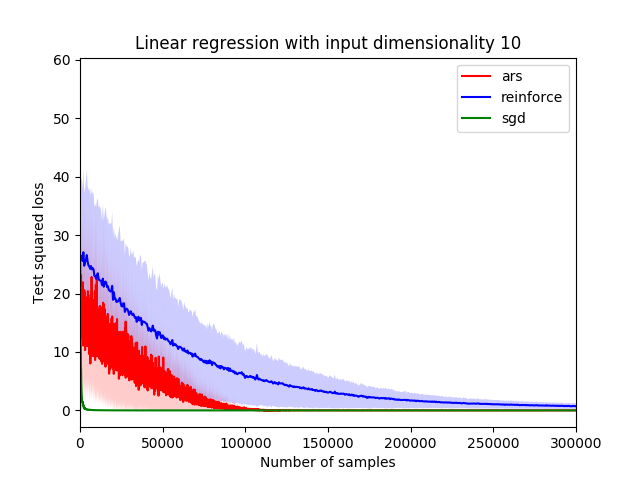 Linear regression with input dimensionality 10
ars
reinforce
sgd
Test squared loss
60
50
40
30
20
10
0
0 50000 100000 150000 200000 250000 300000
Number of samples